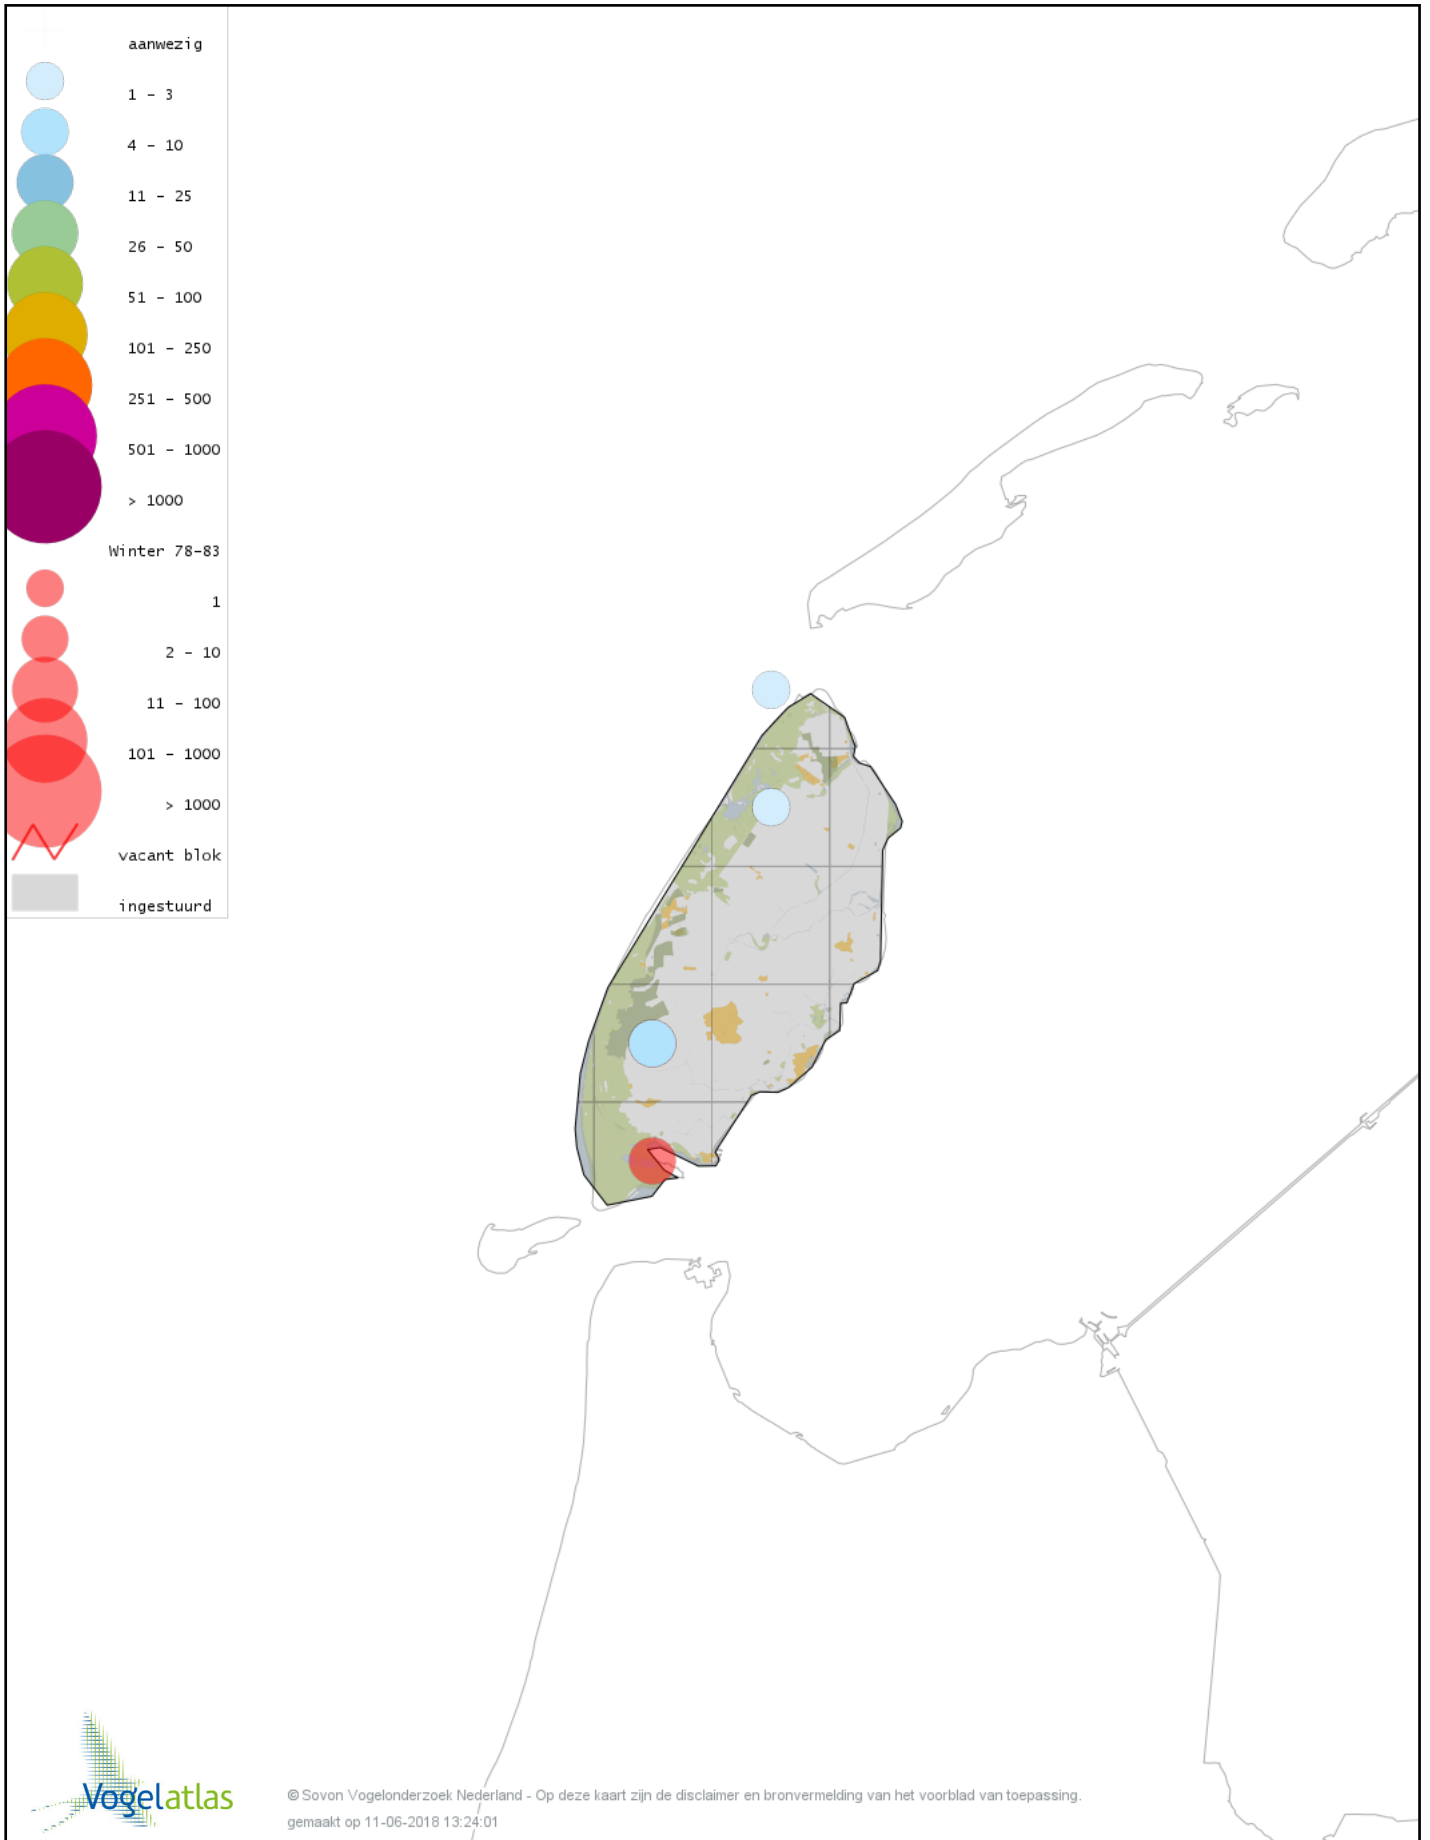 aanwezig
1 - 3
4 - 10
11 - 25
26 - 50
51 - 100
101 - 250
251 - 500
501 - 1000
> 1000
Winter 78-83
1
2 - 10
11 - 100
101 - 1000
> 1000
vacant blok
ingestuurd
Vogelatlas
© Sovon Vogelonderzoek Nederland - Op deze kaart zijn de disclaimer en bronvermelding van het voorblad van toepassing.
gemaakt op 11-06-2018 13:24:01